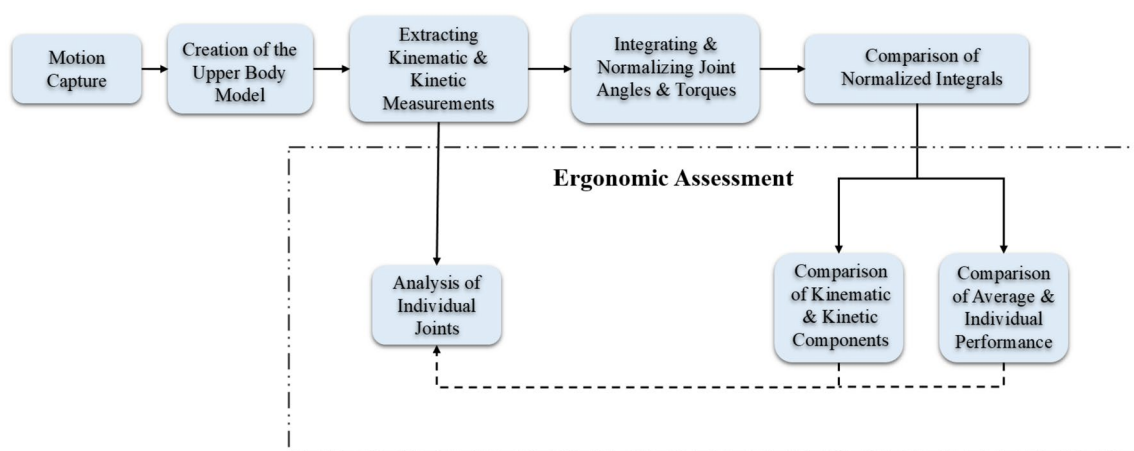 Motion
Capture
Creation of the
Upper Body
Model
Extracting
Kinematic &
Kinetic
Measurements
Integrating &
Normalizing Joint
Angles & Torques
Comparison of
Normalized Integrals
Ergonomic Assessment
Analysis of
Individual
Joints
Comparison
of Kinematic
& Kinetic
Components
Comparison
of Average &
Individual
Performance